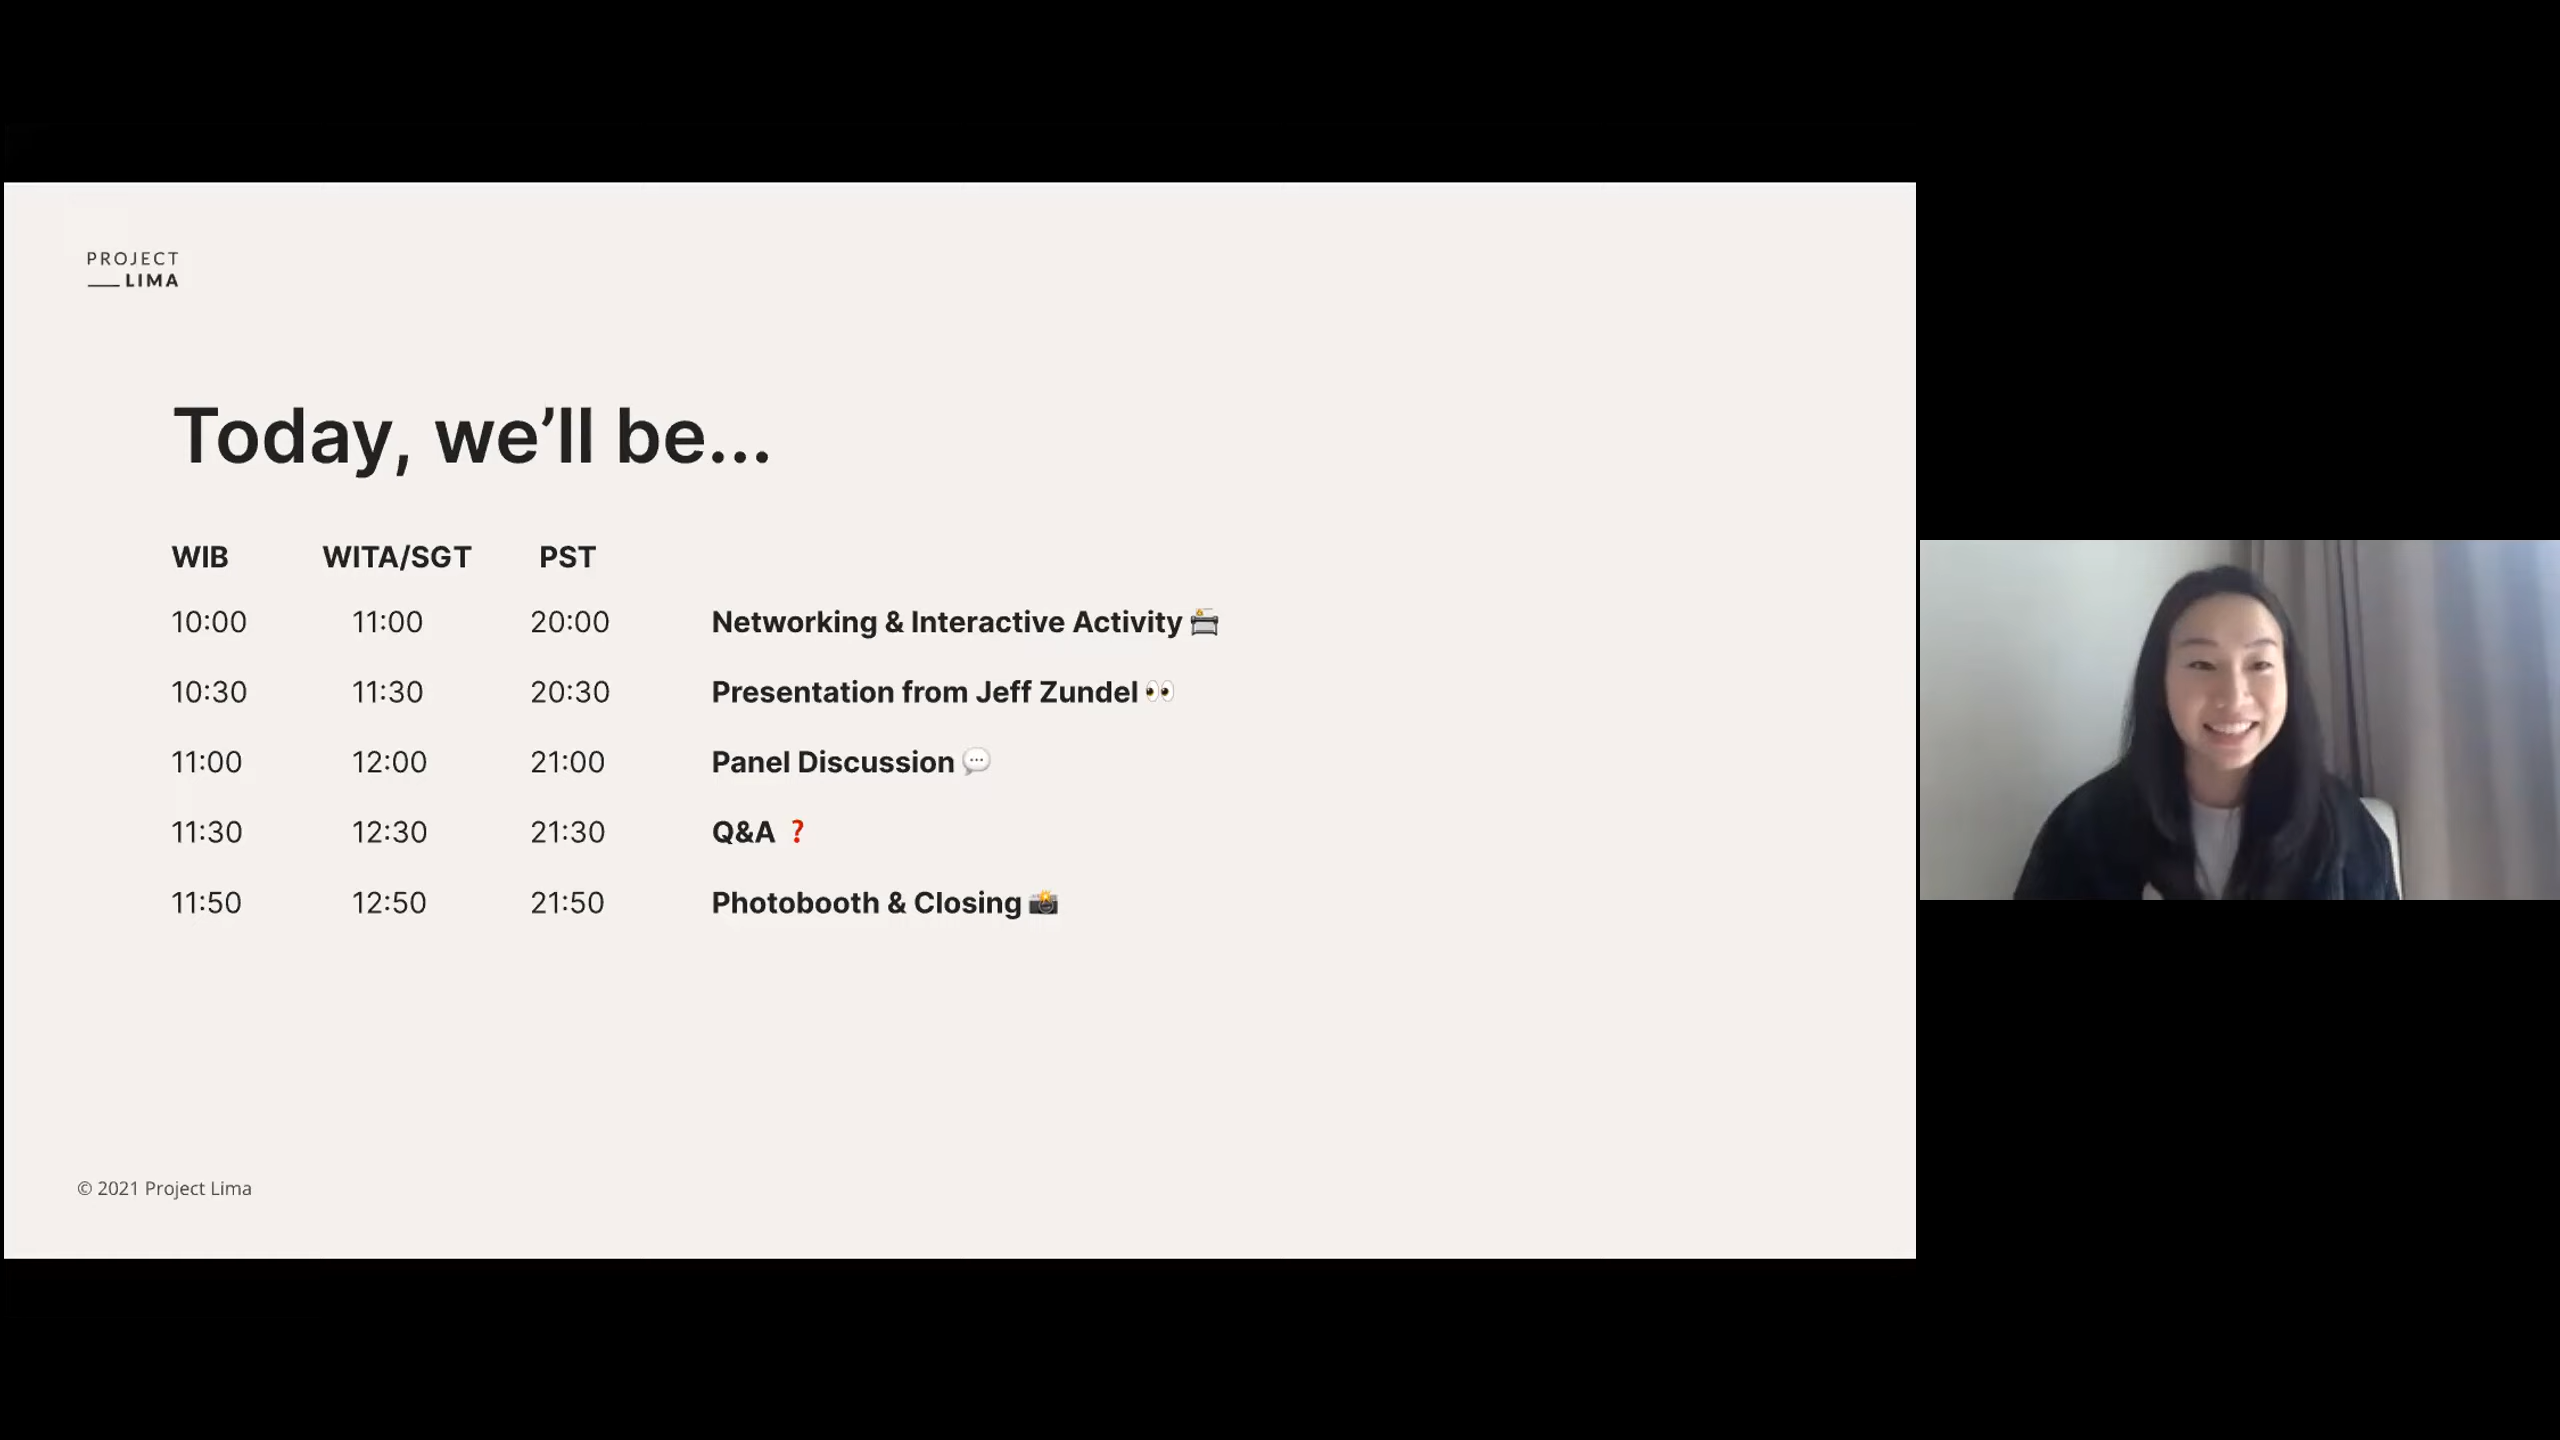 PROJECT
LIMA
Today, we’ll be...
WIB WITA/SGT PST
10:00 11:00 20:00 Networking & Interactive Activity
10:30 11:30 20:30 Presentation from Jeff Zundel 👀
11:00 12:00 21:00 Panel Discussion 💬
11:30 12:30 21:30 Q&A ❓
11:50 12:50 21:50 Photobooth & Closing 📸
© 2021 Project Lima